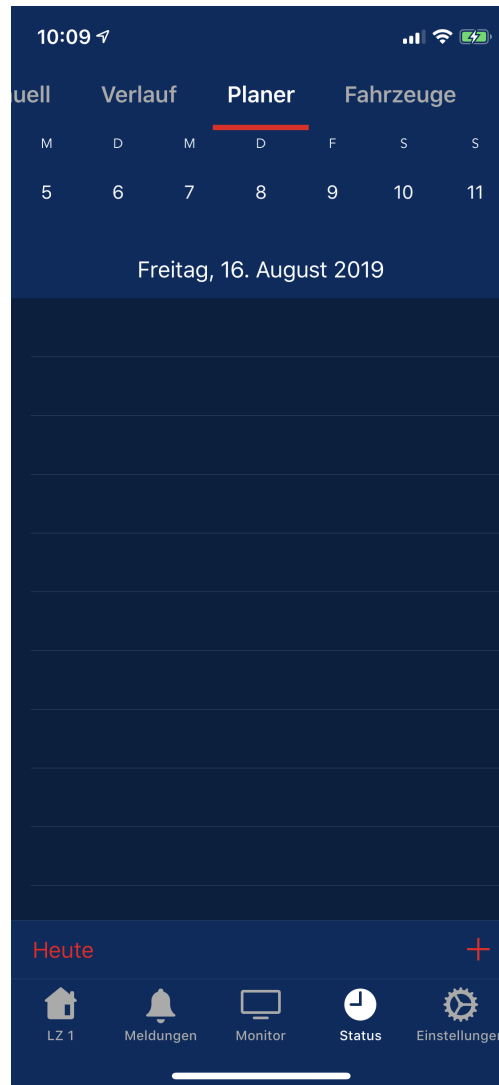 10:09
uell Verlauf Planer Fahrzeuge
M D M D F S S
5 6 7 8 9 10 11
Freitag, 16. August 2019
Heute +
LZ 1 Meldungen Monitor Status Einstellungen